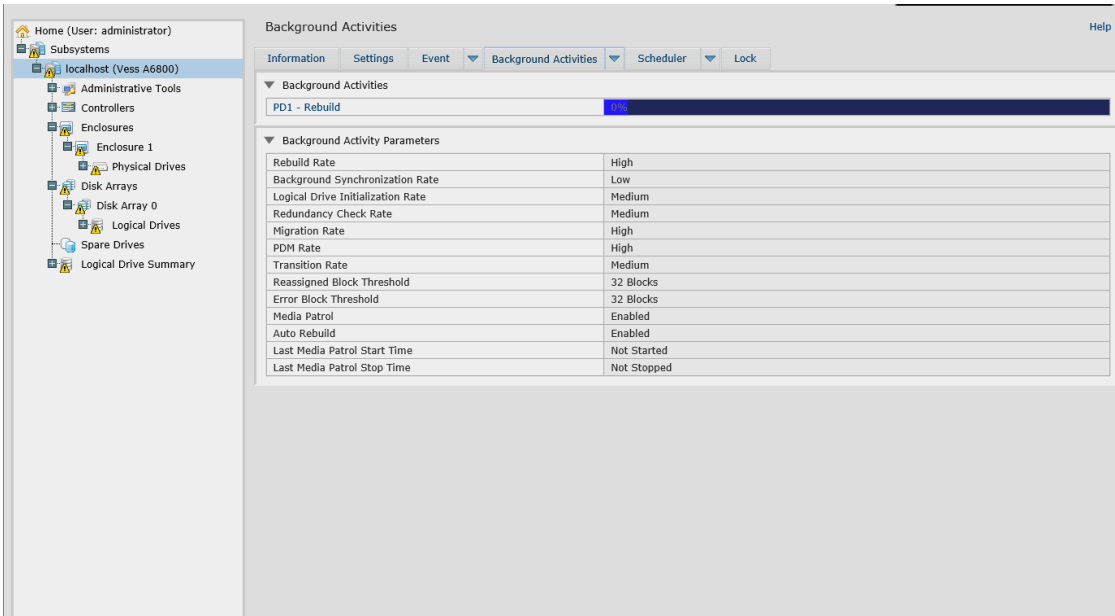 Home (User: administrator)
Subsystems
localhost (Vess A6800)
Administrative Tools
Controllers
Enclosures
Enclosure 1
Physical Drives
Disk Arrays
Disk Array 0
Logical Drives
Spare Drives
Logical Drive Summary
Background Activities
Help
Information Settings Event Background Activities Scheduler Lock
Background Activities
PD1 - Rebuild 0%
Background Activity Parameters
Rebuild Rate High
Background Synchronization Rate Low
Logical Drive Initialization Rate Medium
Redundancy Check Rate Medium
Migration Rate High
PDM Rate High
Transition Rate Medium
Reassigned Block Threshold 32 Blocks
Error Block Threshold 32 Blocks
Media Patrol Enabled
Auto Rebuild Enabled
Last Media Patrol Start Time Not Started
Last Media Patrol Stop Time Not Stopped